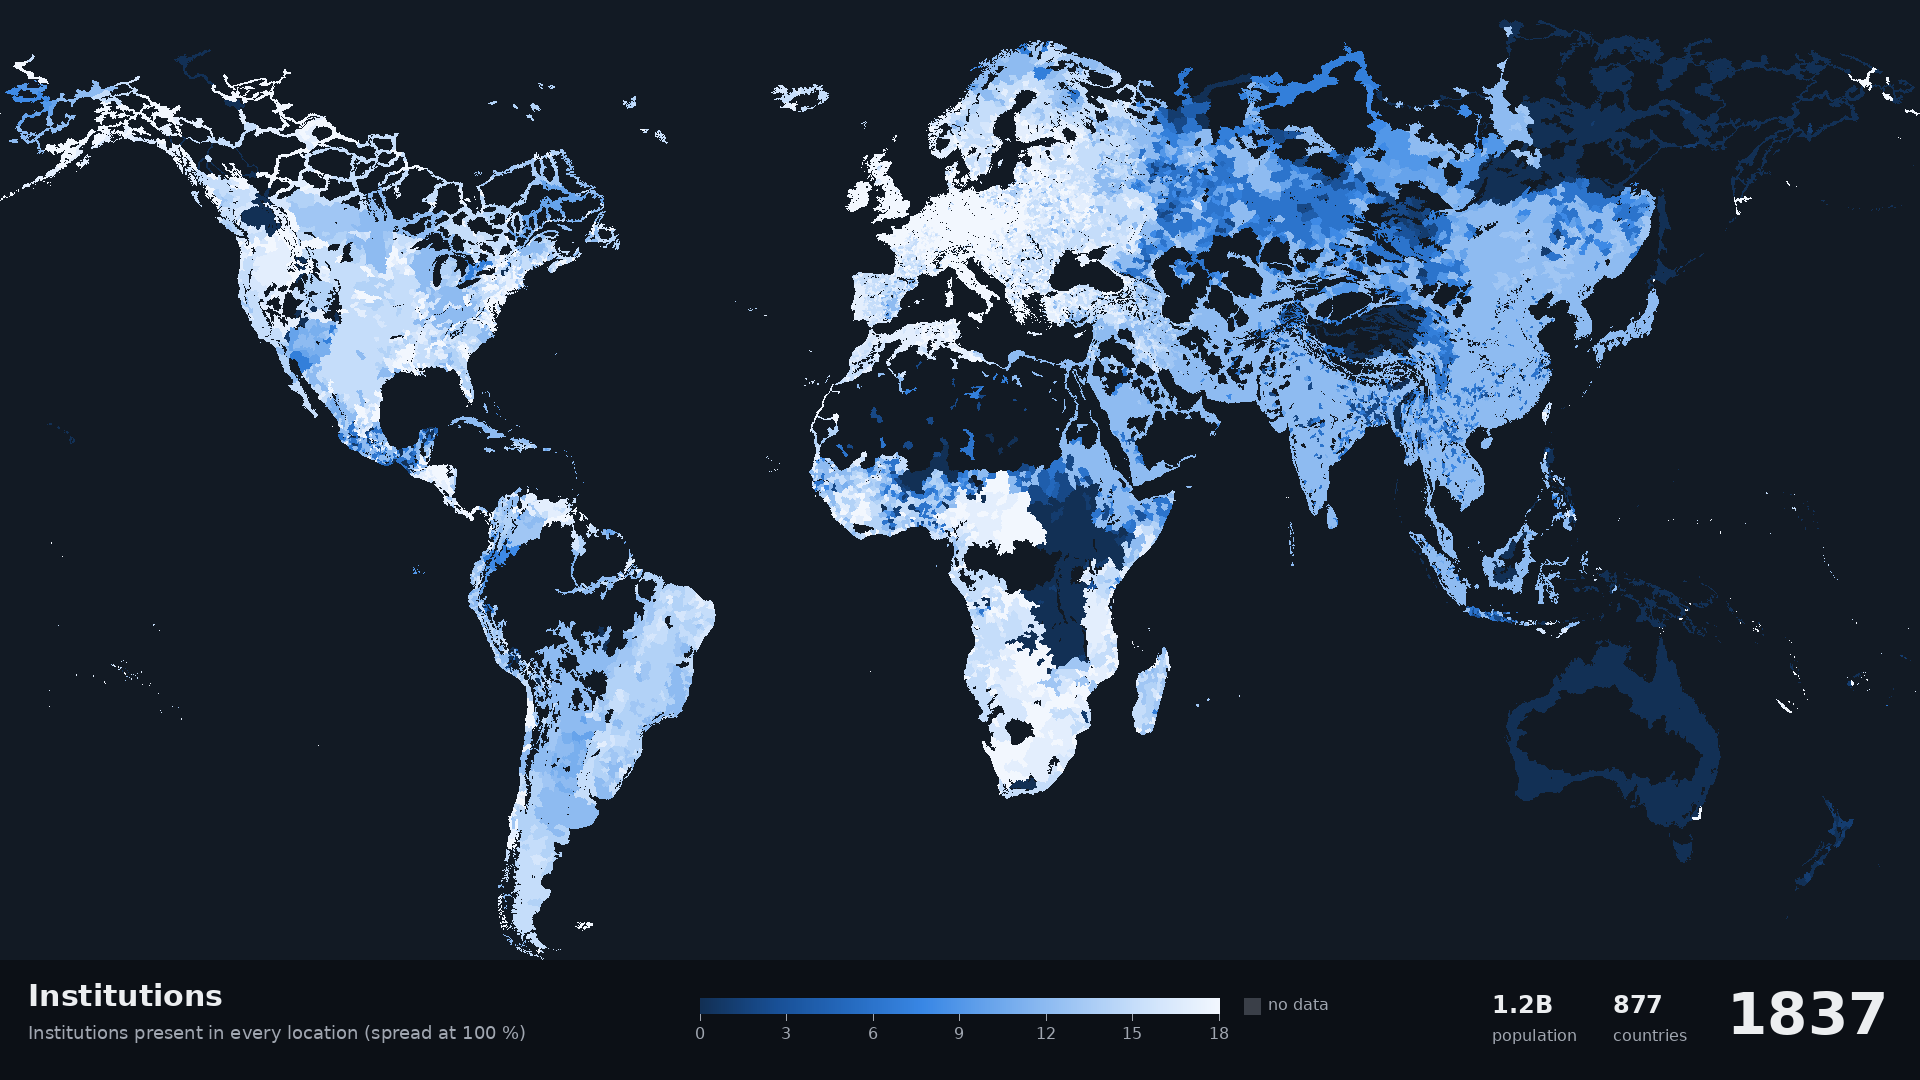 Institutions
Institutions present in every location (spread at 100 %)
0 3 6 9 12 15 18
no data
1.2B
population
877
countries
1837